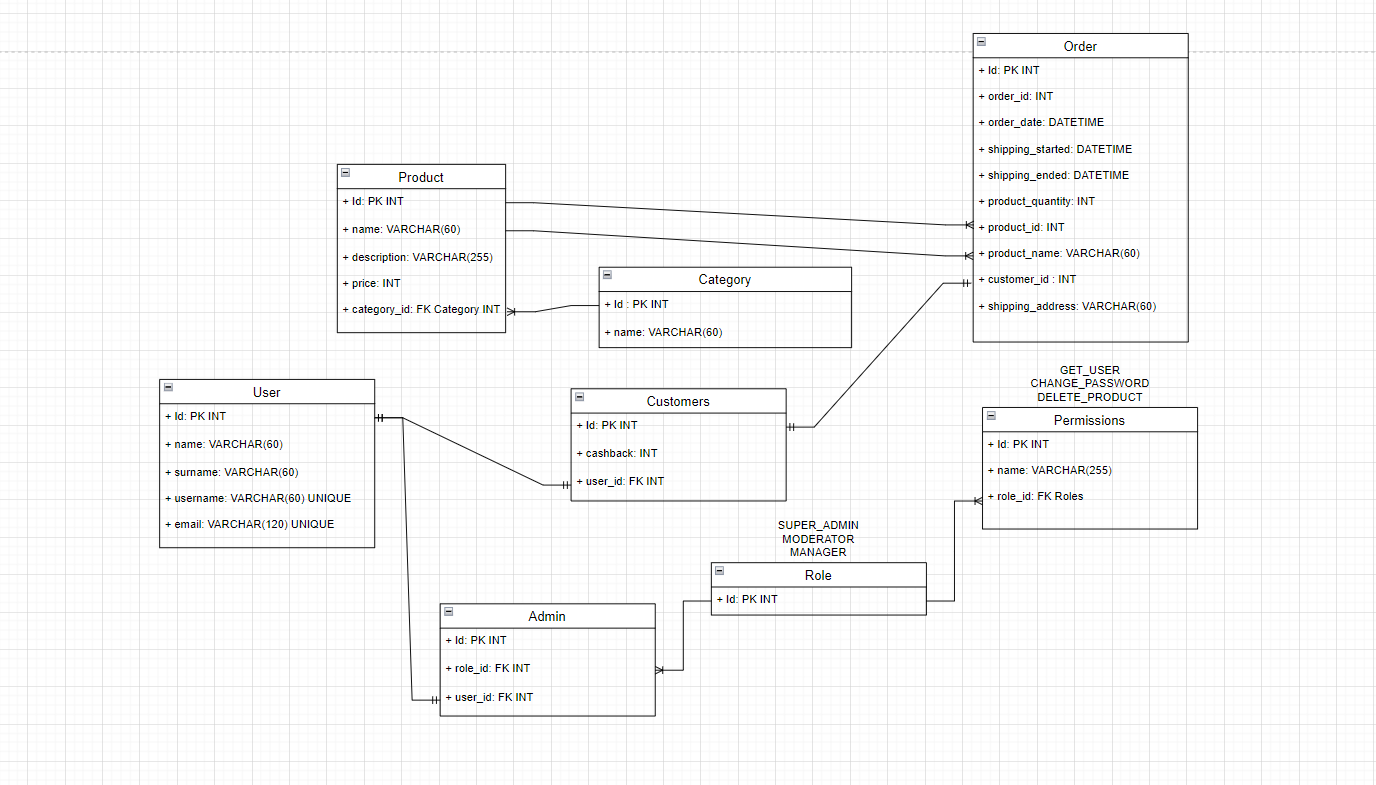 Order
+ Id: PK INT
+ order_id: INT
+ order_date: DATETIME
+ shipping_started: DATETIME
+ shipping_ended: DATETIME
+ product_quantity: INT
+ product_id: INT
+ product_name: VARCHAR(60)
+ customer_id : INT
+ shipping_address: VARCHAR(60)
Product
+ Id: PK INT
+ name: VARCHAR(60)
+ description: VARCHAR(255)
+ price: INT
+ category_id: FK Category INT
Category
+ Id : PK INT
+ name: VARCHAR(60)
User
+ Id: PK INT
+ name: VARCHAR(60)
+ surname: VARCHAR(60)
+ username: VARCHAR(60) UNIQUE
+ email: VARCHAR(120) UNIQUE
Customers
+ Id: PK INT
+ cashback: INT
+ user_id: FK INT
GET_USER
CHANGE_PASSWORD
DELETE_PRODUCT
Permissions
+ Id: PK INT
+ name: VARCHAR(255)
+ role_id: FK Roles
SUPER_ADMIN
MODERATOR
MANAGER
Role
+ Id: PK INT
Admin
+ Id: PK INT
+ role_id: FK INT
+ user_id: FK INT